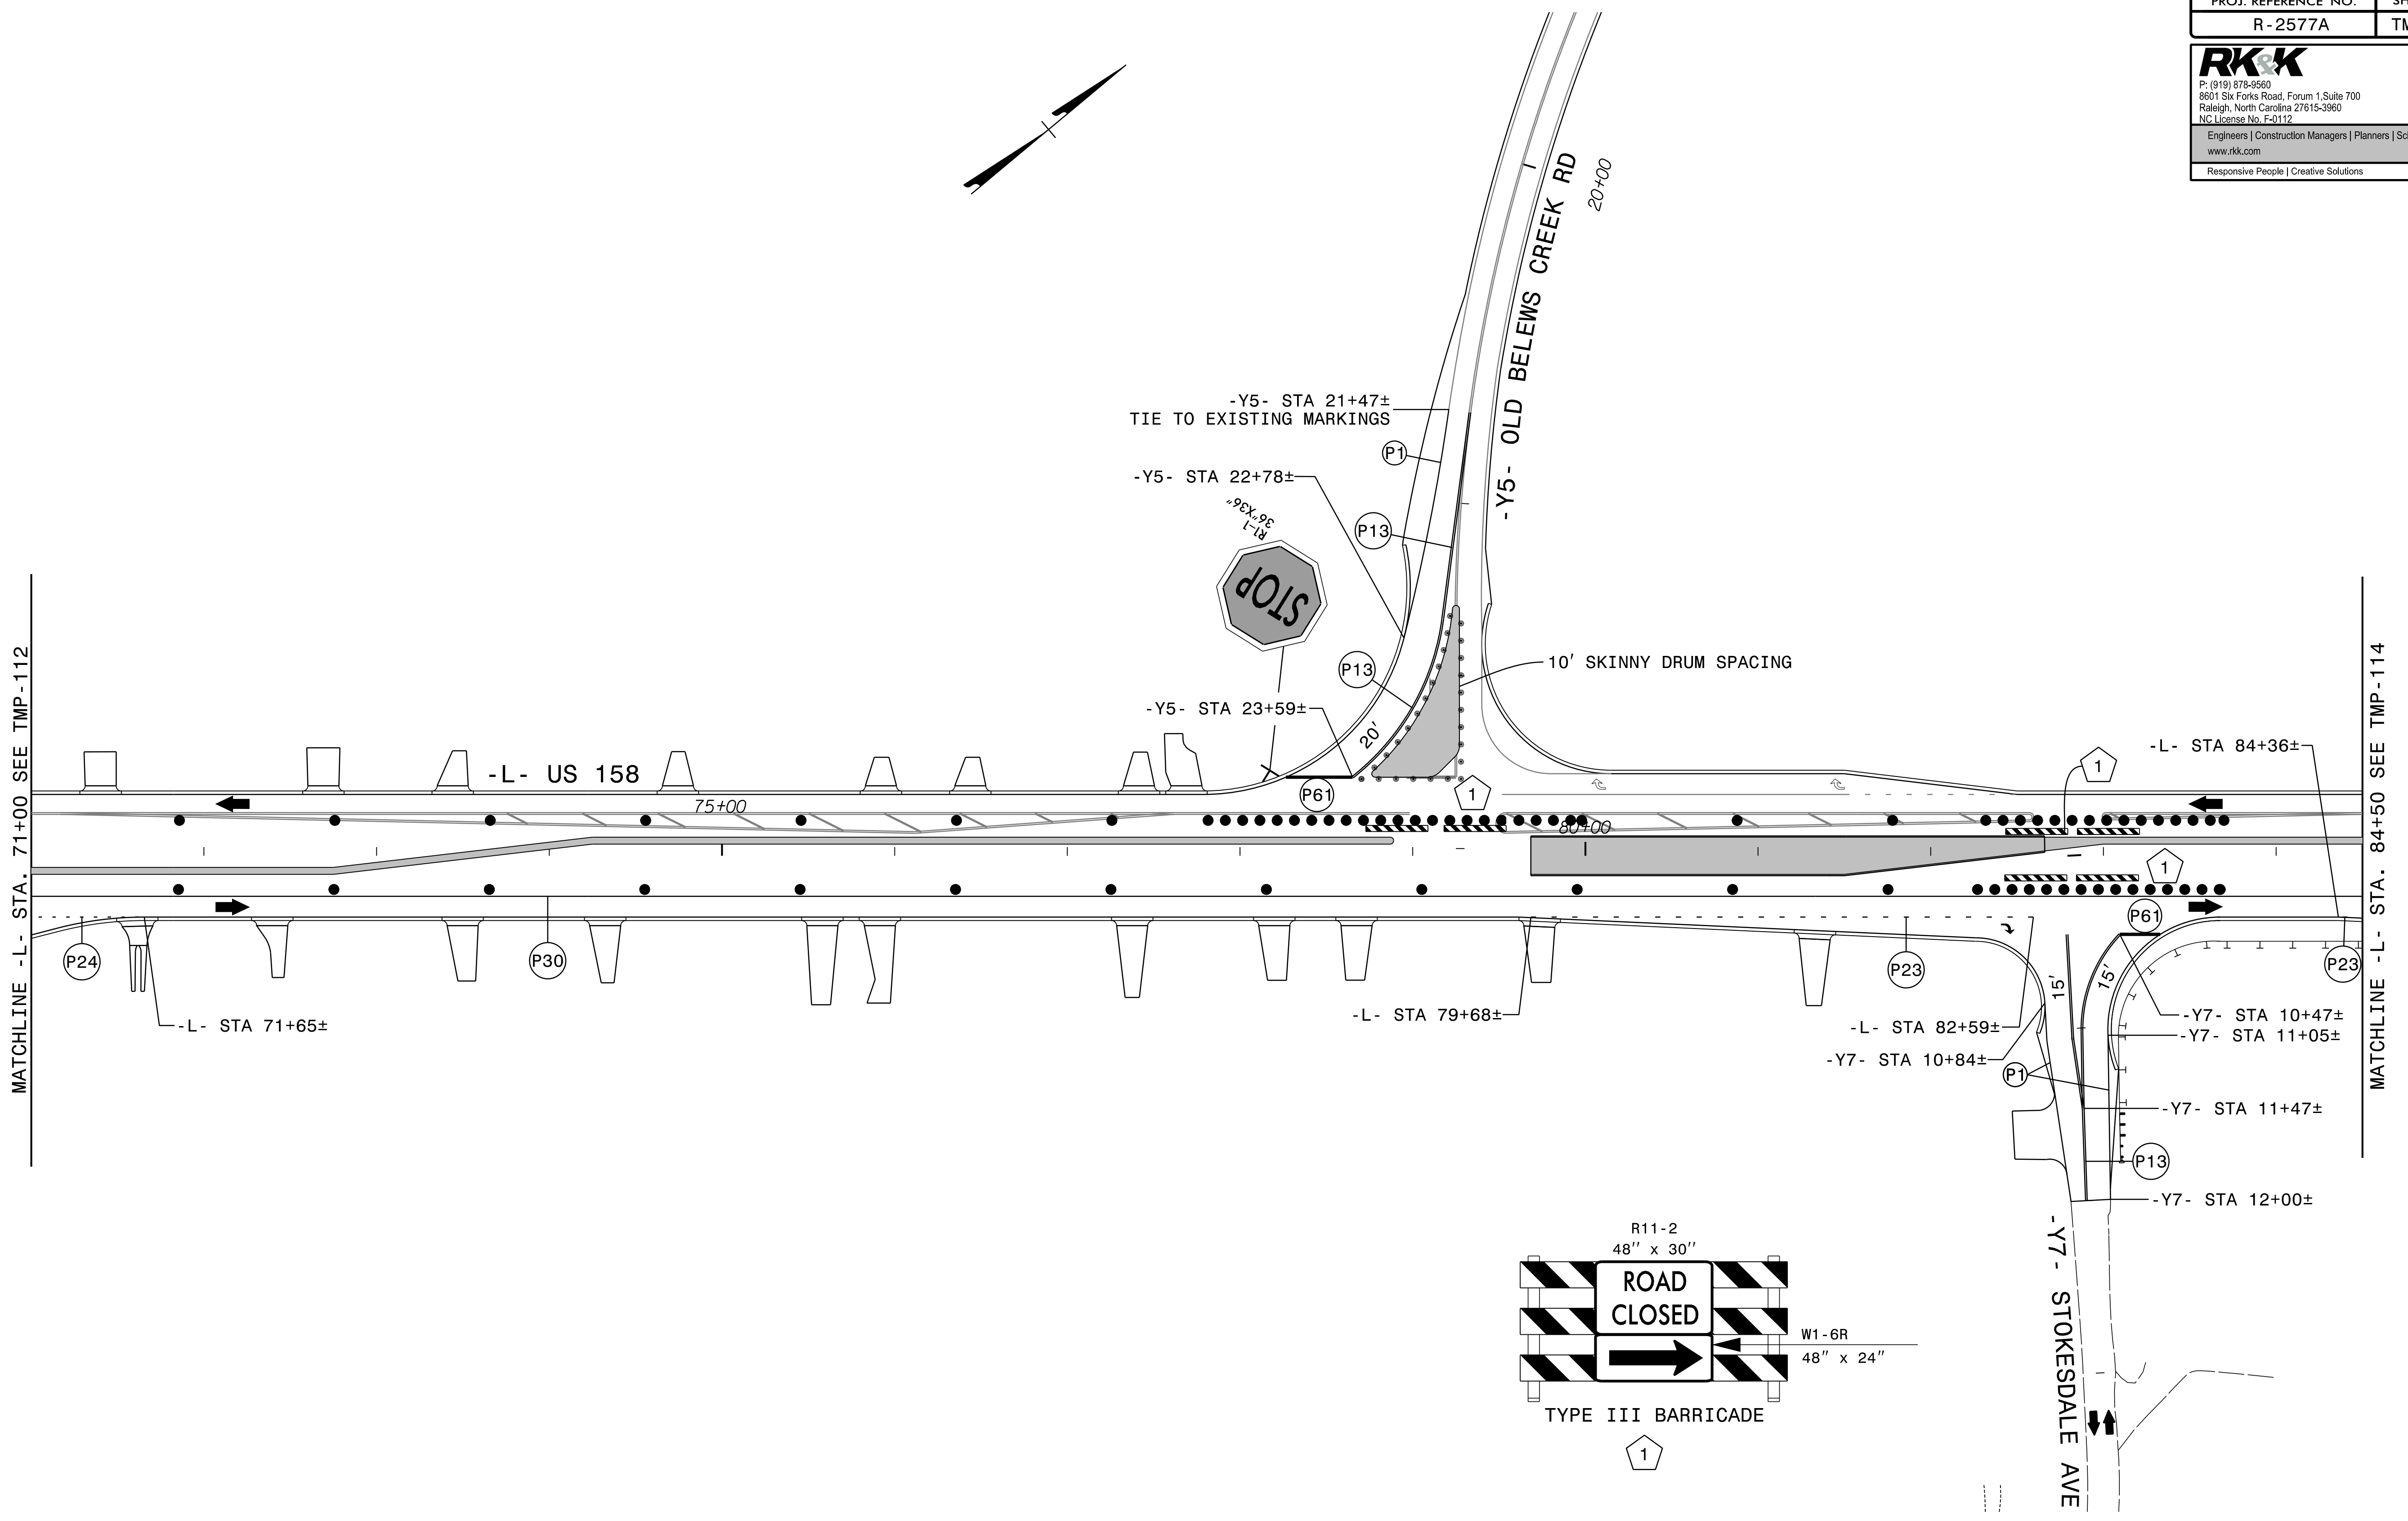 PROJ. REFERENCE NO.
R-2577A
RK&K
P: (919) 878-9560
8601 Six Forks Road, Forum 1,Suite 700
Raleigh, North Carolina 27615-3960
NC License No. F-0112
Engineers | Construction Managers | Planners |
www.rkk.com
Responsive People | Creative Solutions
-Y5- OLD BELEWS CREEK RD
20+00
-Y5- STA 21+47±
TIE TO EXISTING MARKINGS
P1
-Y5- STA 22+78±
R1-1
36"X36"
P13
STOP
P13
10' SKINNY DRUM SPACING
-Y5- STA 23+59±
20'
MATCHLINE -L- STA. 71+00 SEE TMP-112
-L- US 158
75+00
P61
1
80+00
1
-L- STA 84+36±
MATCHLINE -L- STA. 84+50 SEE TMP-114
1
P61
P24
P30
P23
P23
-L- STA 71+65±
-L- STA 79+68±
15'
15'
-L- STA 82+59±
-Y7- STA 10+47±
-Y7- STA 11+05±
-Y7- STA 10+84±
P1
-Y7- STA 11+47±
P13
-Y7- STA 12+00±
-Y7- STOKESDALE AVE
R11-2
48" x 30"
ROAD
CLOSED
W1-6R
48" x 24"
TYPE III BARRICADE
1